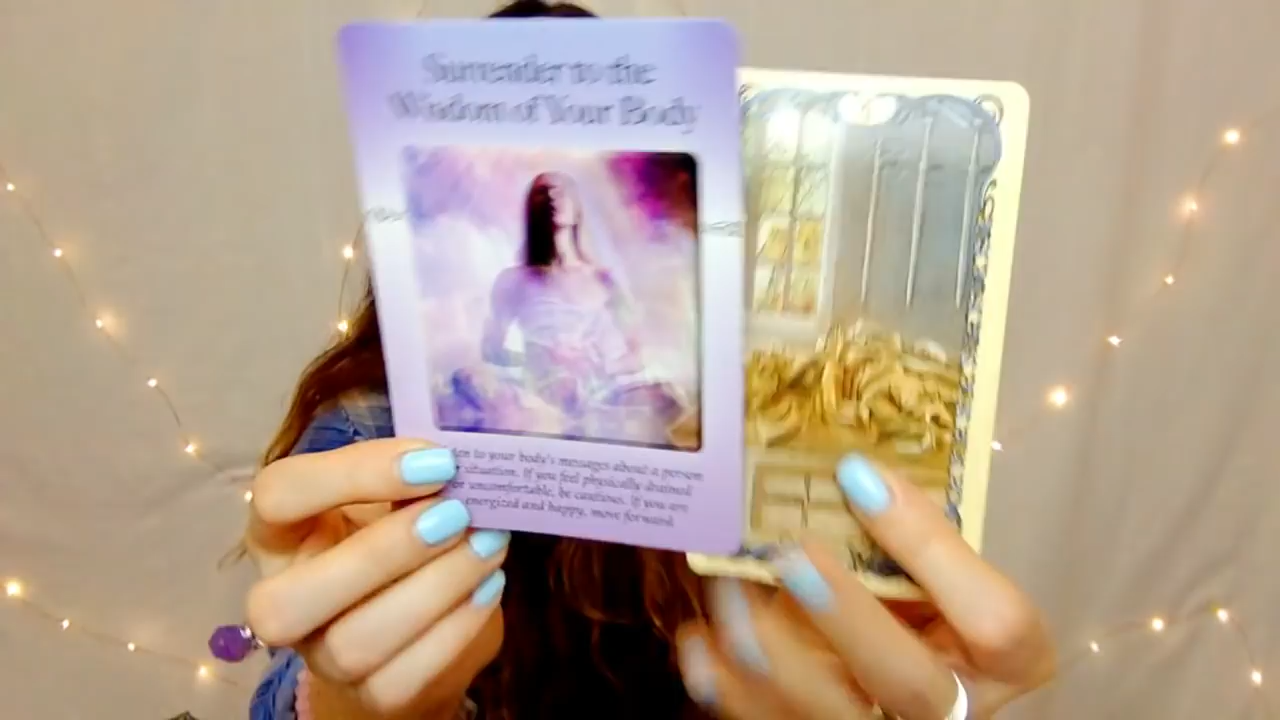 Surrender to the
Wisdom of Your Body
to your body's messages about a person
situation. If you feel physically drained
or uncomfortable, be cautious. If you are
energized and happy, move forward